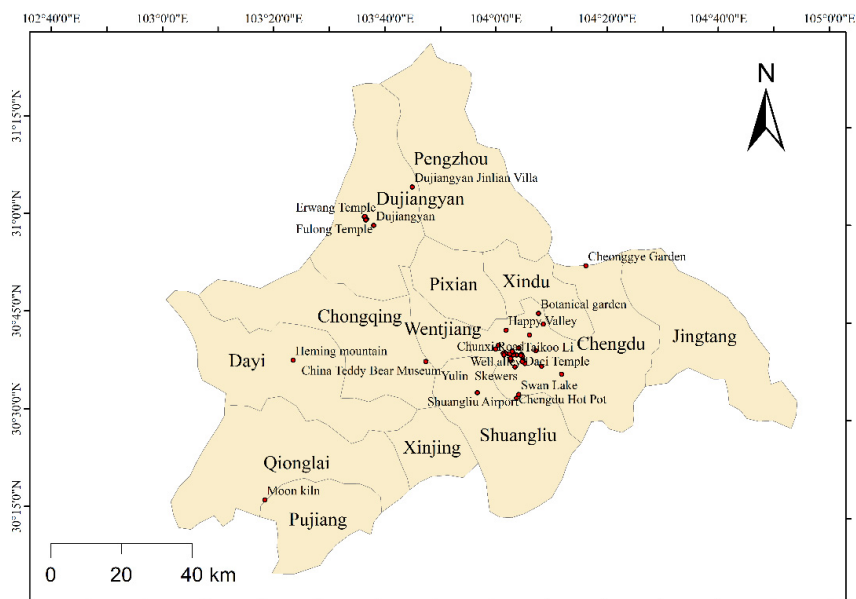 102°40'0"E 103°0'0"E 103°20'0"E 103°40'0"E 104°0'0"E 104°20'0"E 104°40'0"E 105°0'0"E
N
31°15'0"N
Pengzhou
Dujiangyan Jinlian Villa
Dujiangyan
Erwang Temple
Dujiangyan
31°0'0"N
Fulong Temple
Cheonggye Garden
Pixian
Xindu
30°45'0"N
Botanical garden
Chongqing
Happy Valley
Wentjiang
Chengdu
Jingtang
Chunxi Road
Taikoo Li
Dayi
Heming mountain
Well alley
Daci Temple
China Teddy Bear Museum
Yulin Skewers
Swan Lake
30°30'0"N
Shuangliu Airport
Chengdu Hot Pot
Shuangliu
Xinjing
Qionglai
Moon kiln
30°15'0"N
Pujiang
0 20 40 km